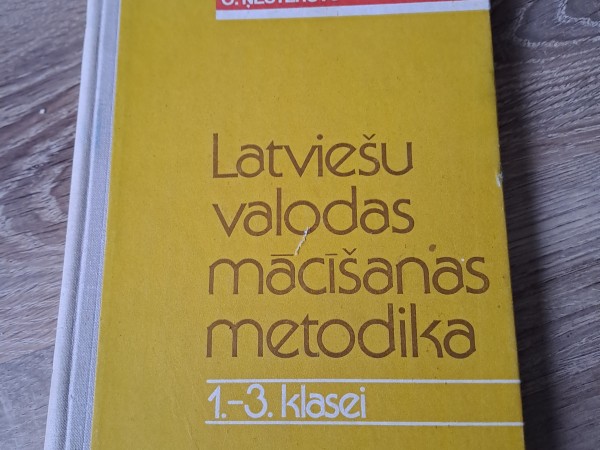 Latviešu
valodas
mācīšanas
metodika
1.–3. klasei